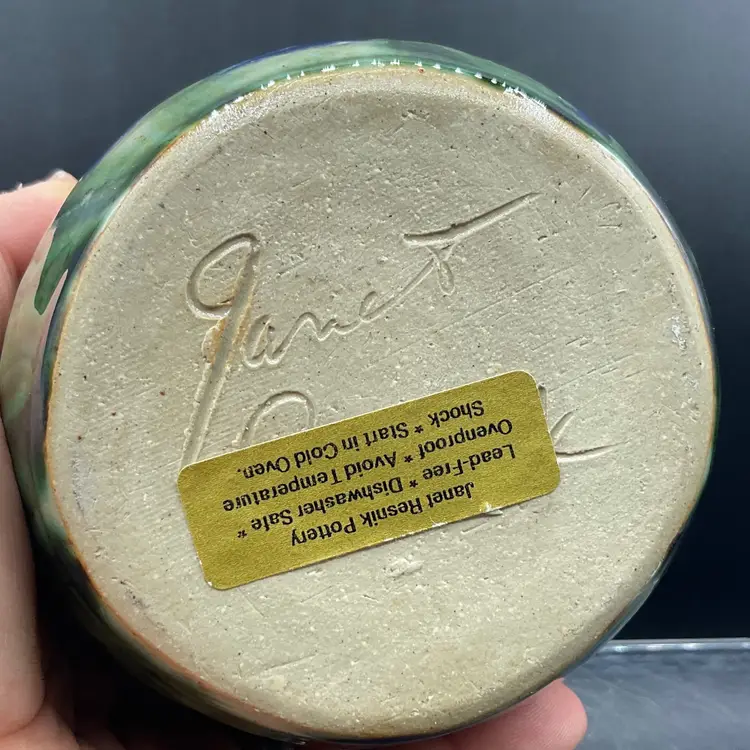 Janet
Janet Resnik Pottery
Lead-Free * Dishwasher Safe *
Ovenproof * Avoid Temperature
Shock * Start in Cold Oven.